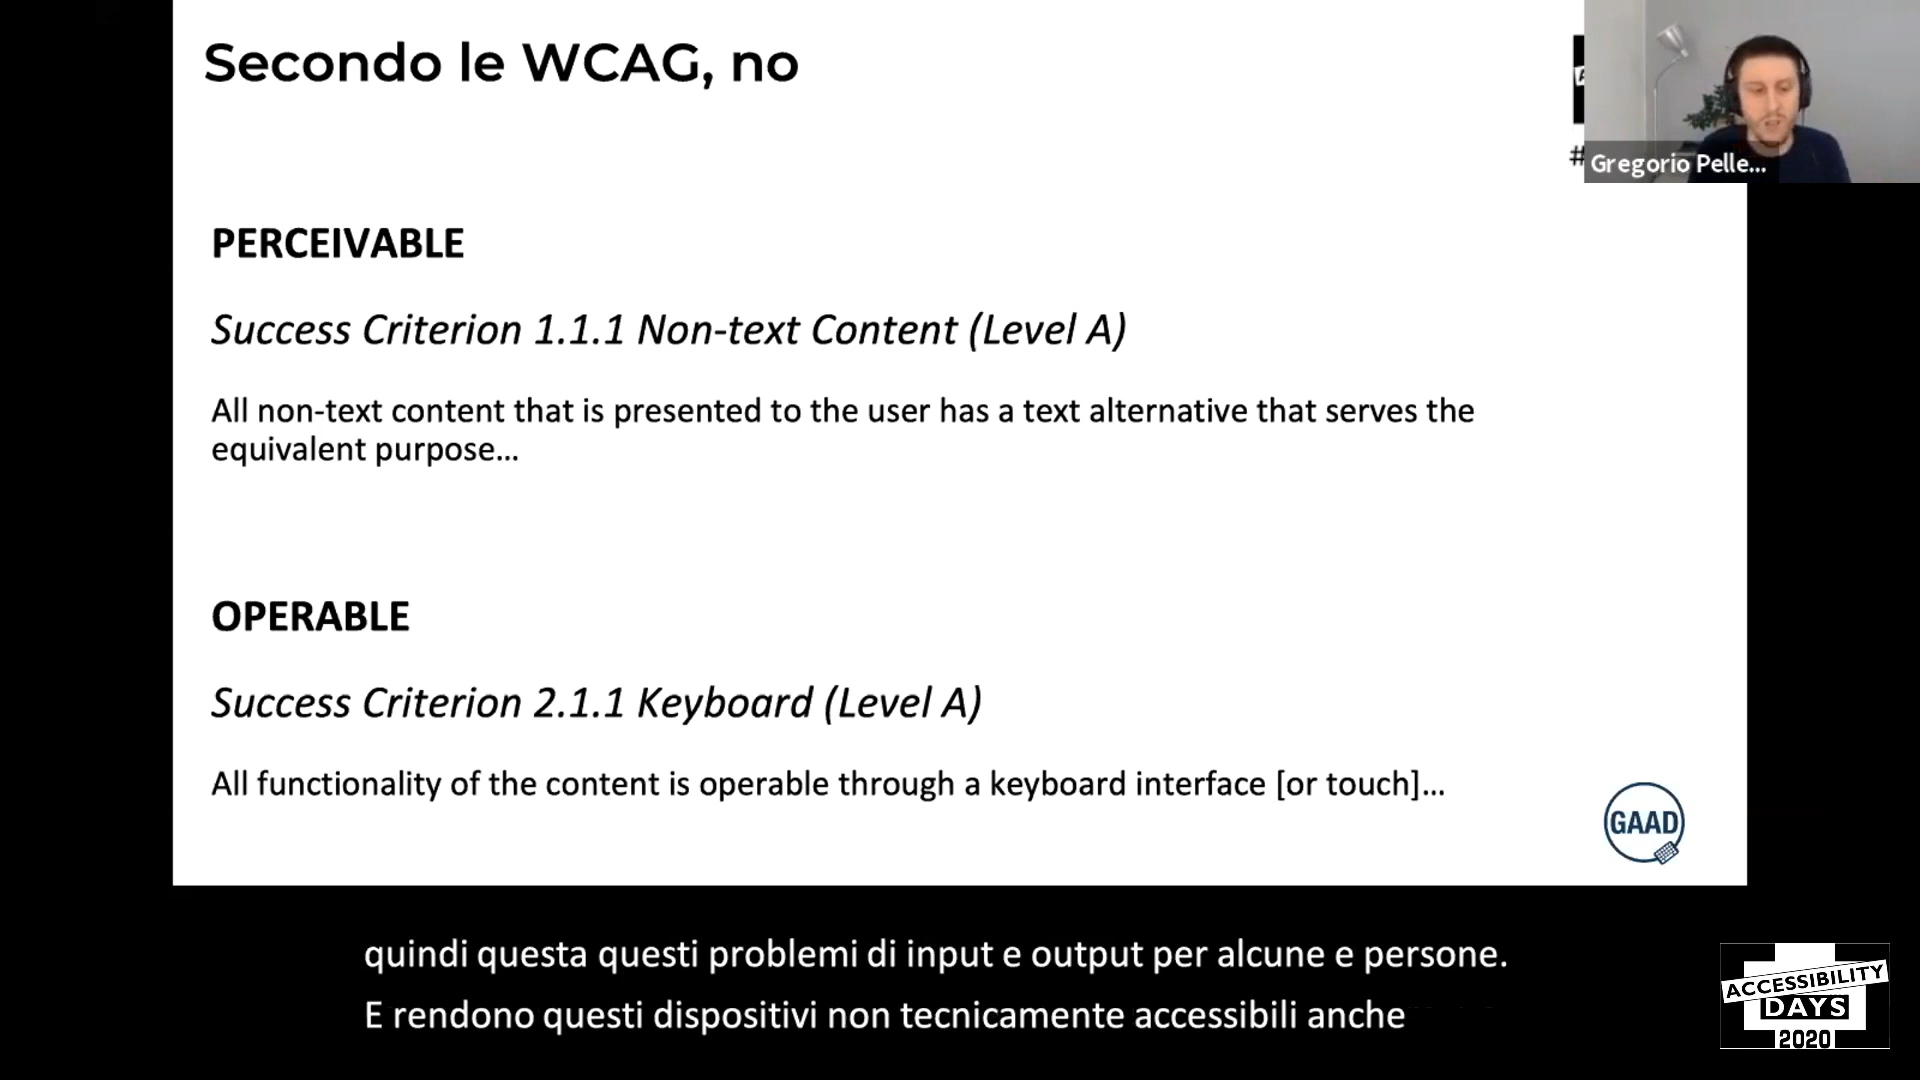 Secondo le WCAG, no
#
Gregorio Pelle...
PERCEIVABLE
Success Criterion 1.1.1 Non-text Content (Level A)
All non-text content that is presented to the user has a text alternative that serves the
equivalent purpose...
OPERABLE
Success Criterion 2.1.1 Keyboard (Level A)
All functionality of the content is operable through a keyboard interface [or touch]...
GAAD
quindi questa questi problemi di input e output per alcune e persone.
E rendono questi dispositivi non tecnicamente accessibili anche
ACCESSIBILITY
DAYS
2020